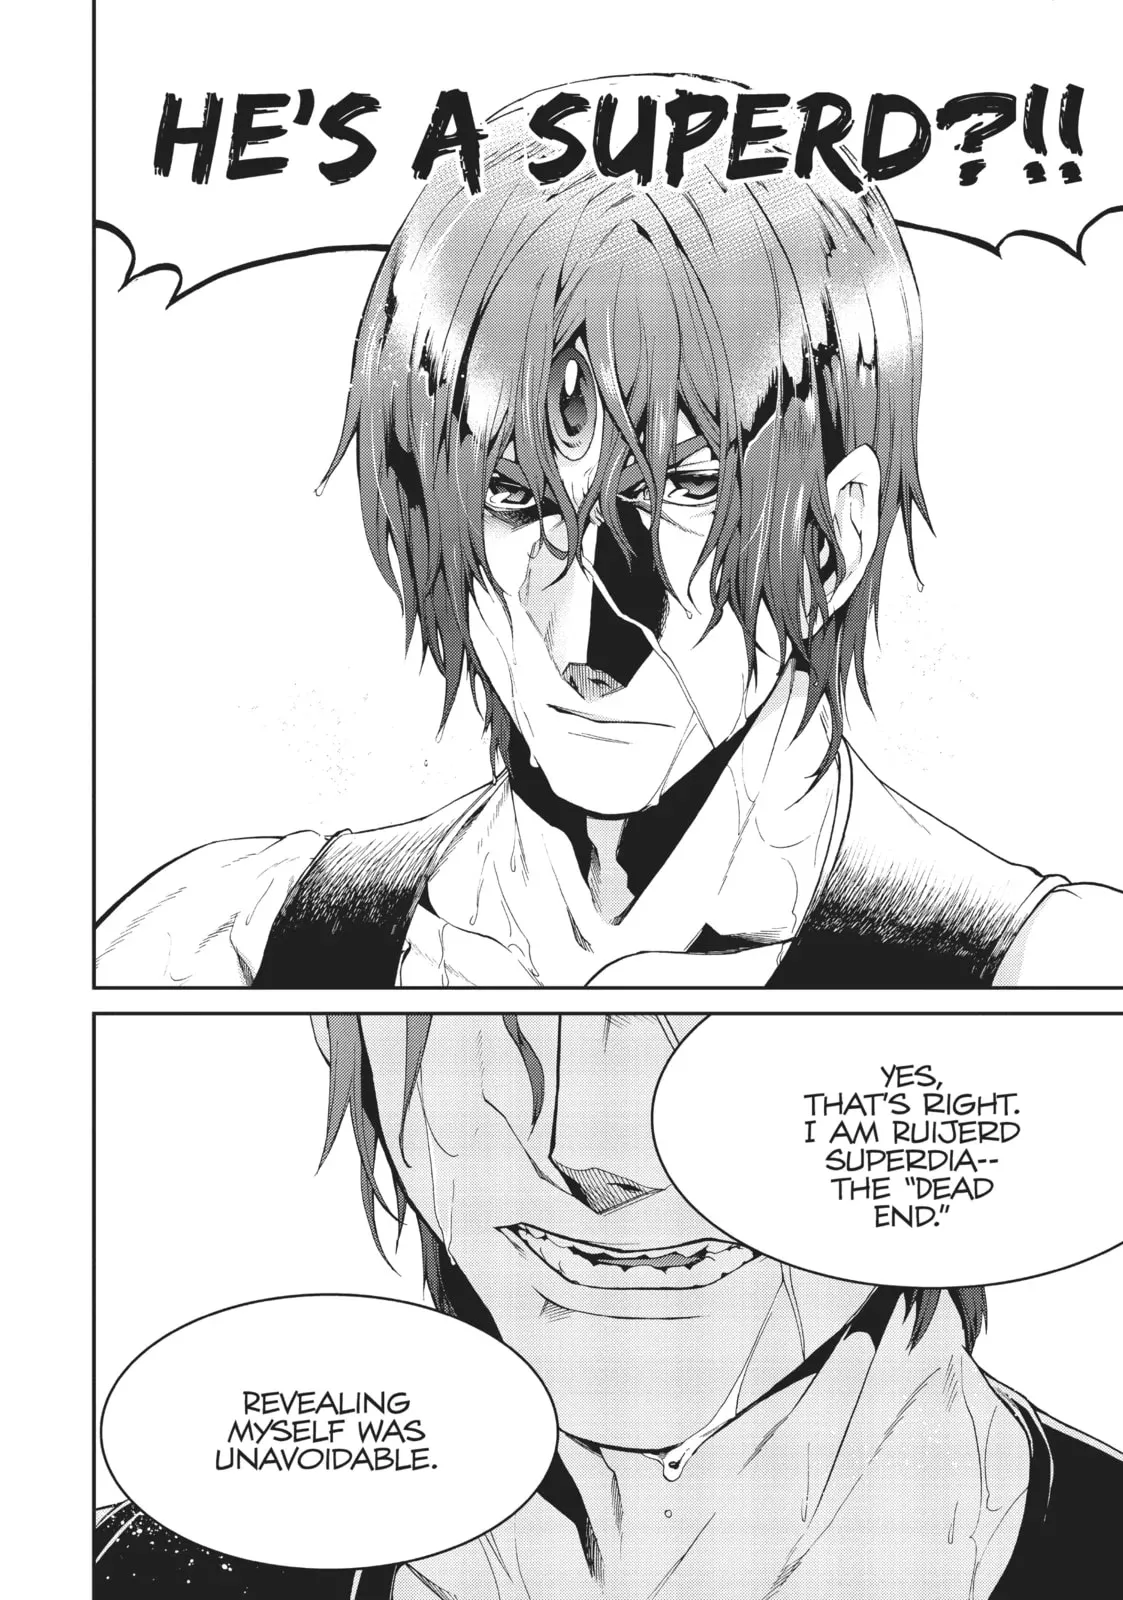 HE'S A SUPERD?!!
YES,
THAT'S RIGHT.
I AM RUIJERD
SUPERDIA--
THE "DEAD
END."
REVEALING
MYSELF WAS
UNAVOIDABLE.